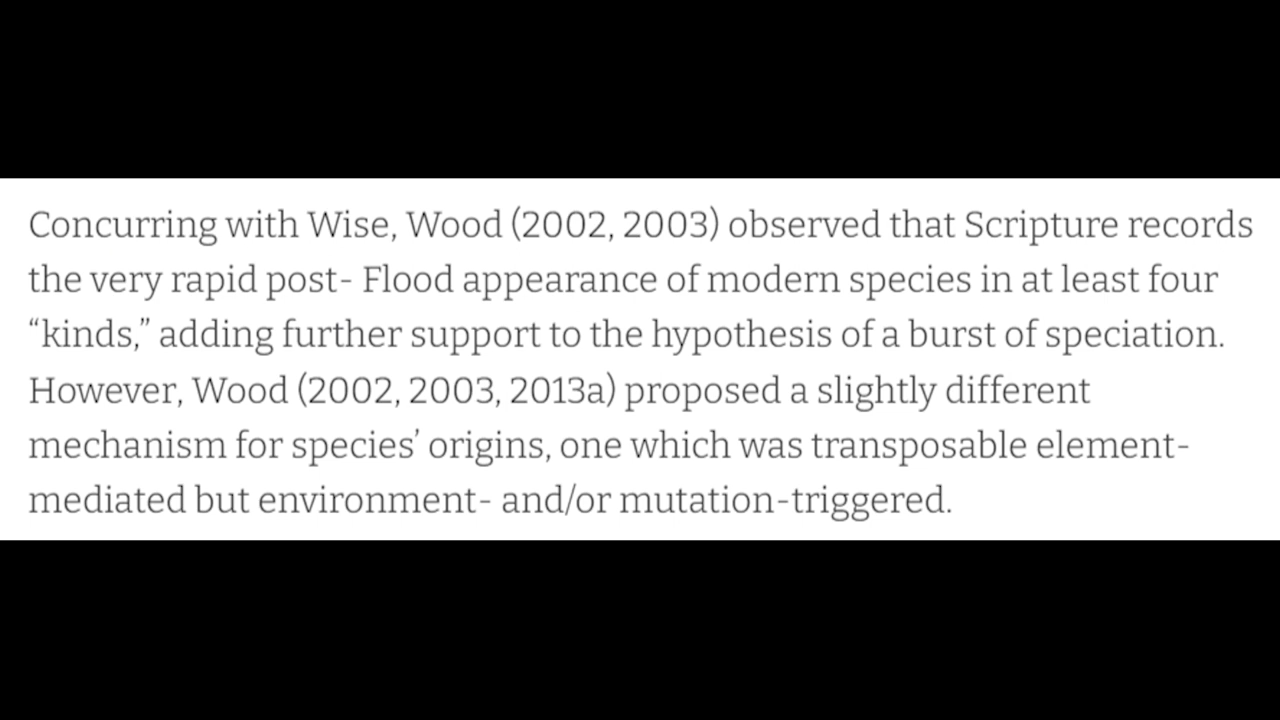 Concurring with Wise, Wood (2002, 2003) observed that Scripture records
the very rapid post- Flood appearance of modern species in at least four
“kinds,” adding further support to the hypothesis of a burst of speciation.
However, Wood (2002, 2003, 2013a) proposed a slightly different
mechanism for species’ origins, one which was transposable element-
mediated but environment- and/or mutation-triggered.